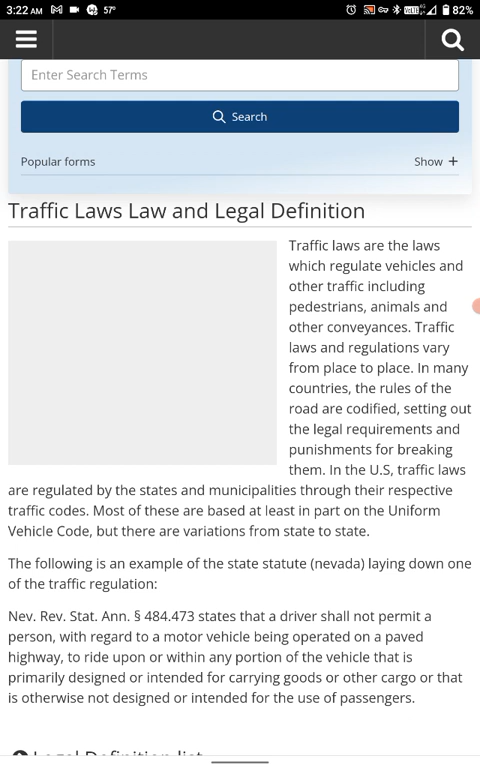 3:22 AM 57° 82%
Enter Search Terms
Search
Popular forms Show +
Traffic Laws Law and Legal Definition
Traffic laws are the laws
which regulate vehicles and
other traffic including
pedestrians, animals and
other conveyances. Traffic
laws and regulations vary
from place to place. In many
countries, the rules of the
road are codified, setting out
the legal requirements and
punishments for breaking
them. In the U.S, traffic laws
are regulated by the states and municipalities through their respective
traffic codes. Most of these are based at least in part on the Uniform
Vehicle Code, but there are variations from state to state.
The following is an example of the state statute (nevada) laying down one
of the traffic regulation:
Nev. Rev. Stat. Ann. § 484.473 states that a driver shall not permit a
person, with regard to a motor vehicle being operated on a paved
highway, to ride upon or within any portion of the vehicle that is
primarily designed or intended for carrying goods or other cargo or that
is otherwise not designed or intended for the use of passengers.
Legal Definition list